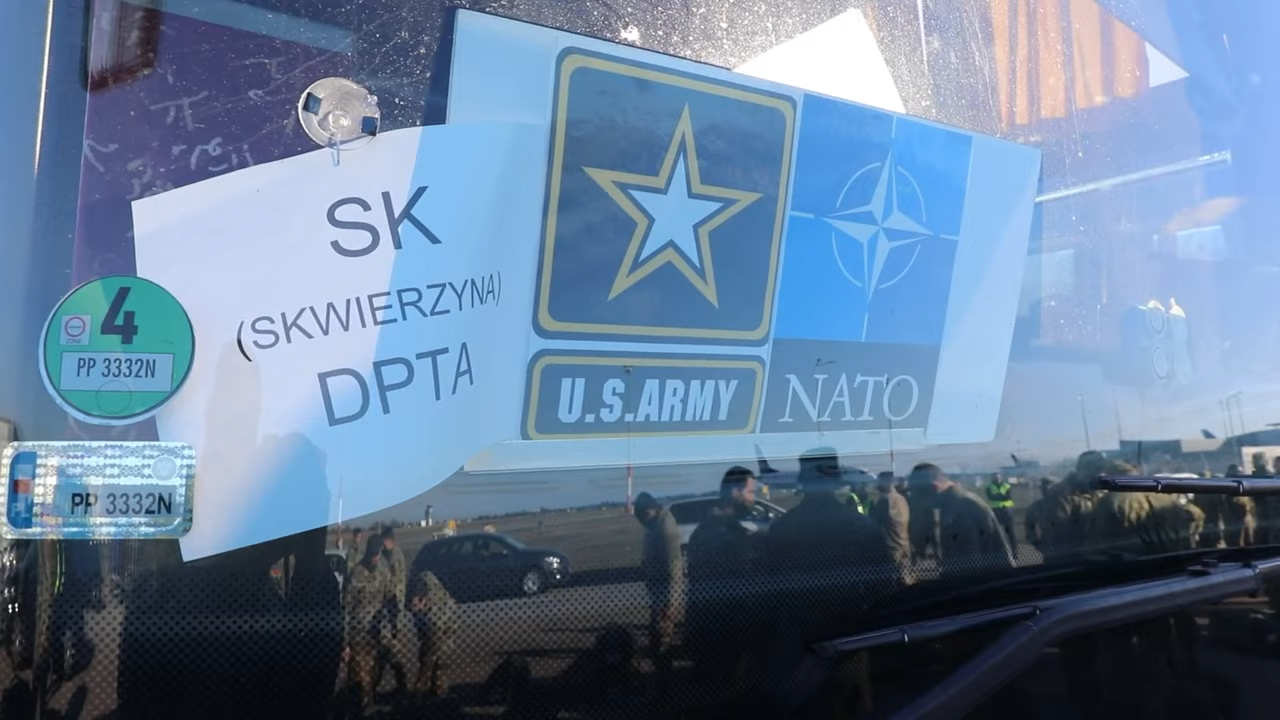 SK
(SKWIERZYNA)
DPTA
U.S.ARMY
NATO
4
PP 3332N
PP 3332N